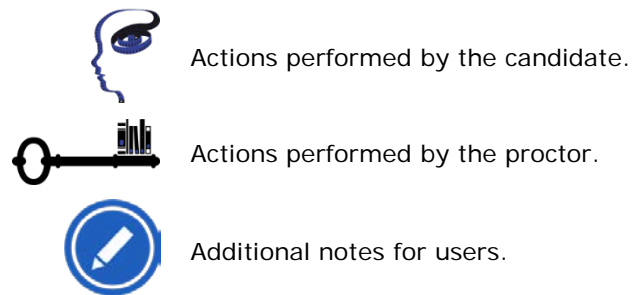 Actions performed by the candidate.
Actions performed by the proctor.
Additional notes for users.